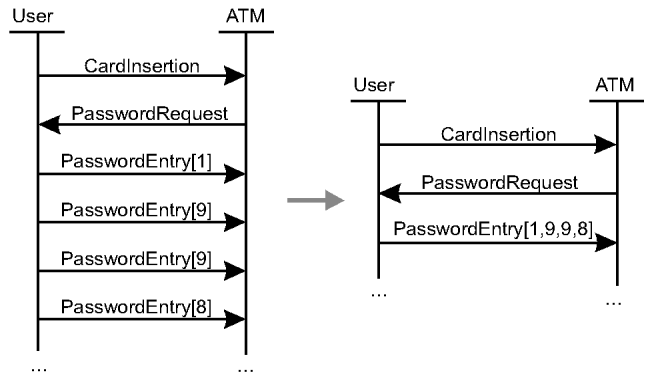 User ATM
CardInsertion
PasswordRequest
PasswordEntry[1]
PasswordEntry[9]
PasswordEntry[9]
PasswordEntry[8]
... ...
User ATM
CardInsertion
PasswordRequest
PasswordEntry[1,9,9,8]
... ...